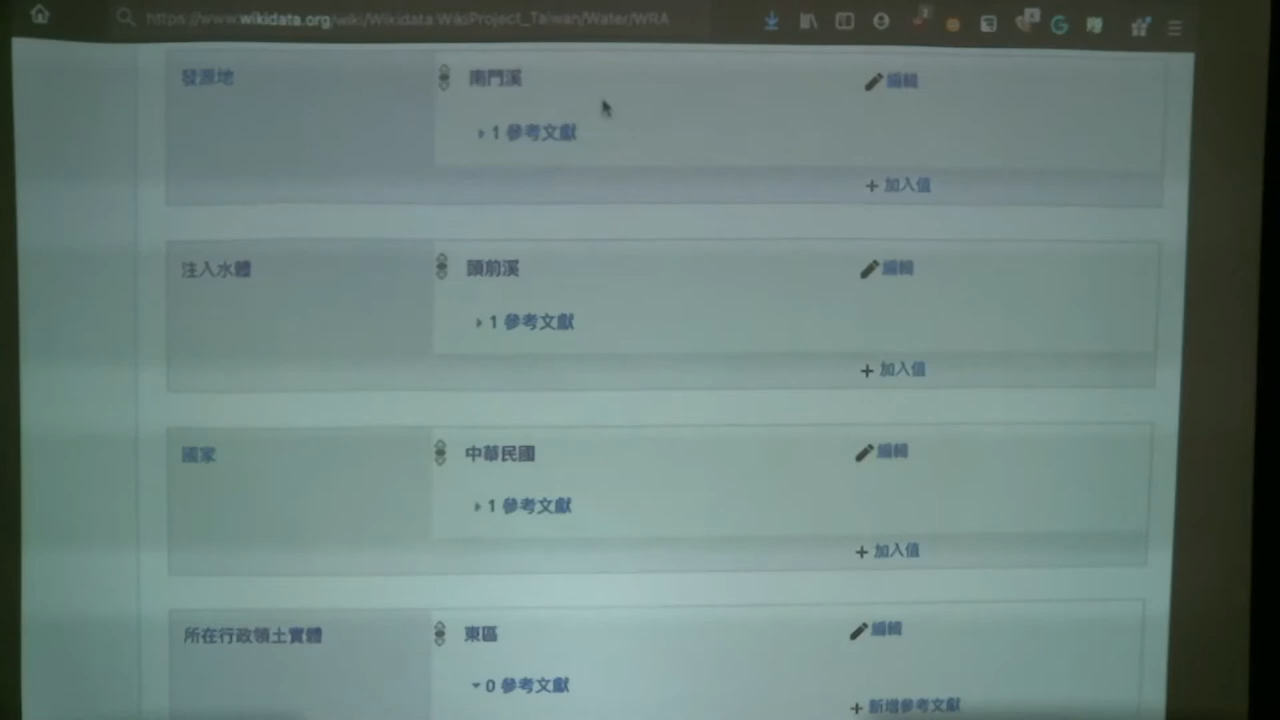 https://www.wikidata.org/wiki/Wikidata:WikiProject_Taiwan/Water/WRA
發源地
南門溪
編輯
1 參考文獻
+ 加入值
注入水體
頭前溪
編輯
1 參考文獻
+ 加入值
國家
中華民國
編輯
1 參考文獻
+ 加入值
所在行政領土實體
東區
編輯
0 參考文獻
+ 新增參考文獻